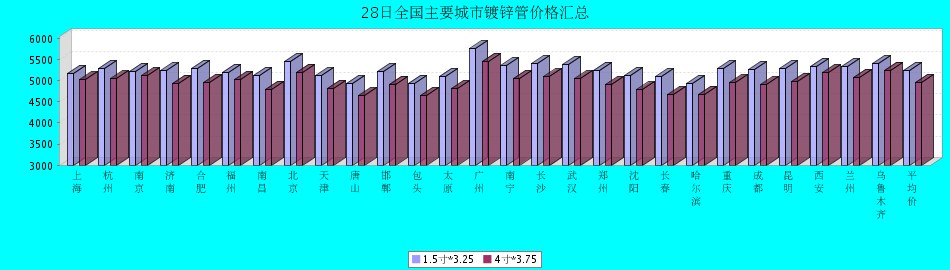 28日全国主要城市镀锌管价格汇总
6000
5500
5000
4500
4000
3500
3000
上海 杭州 南京 济南 合肥 福州 南昌 北京 天津 唐山 邯郸 包头 太原 广州 南宁 长沙 武汉 郑州 沈阳 长春 哈尔滨 重庆 成都 昆明 西安 兰州 乌鲁木齐 平均价
1.5寸*3.25 4寸*3.75